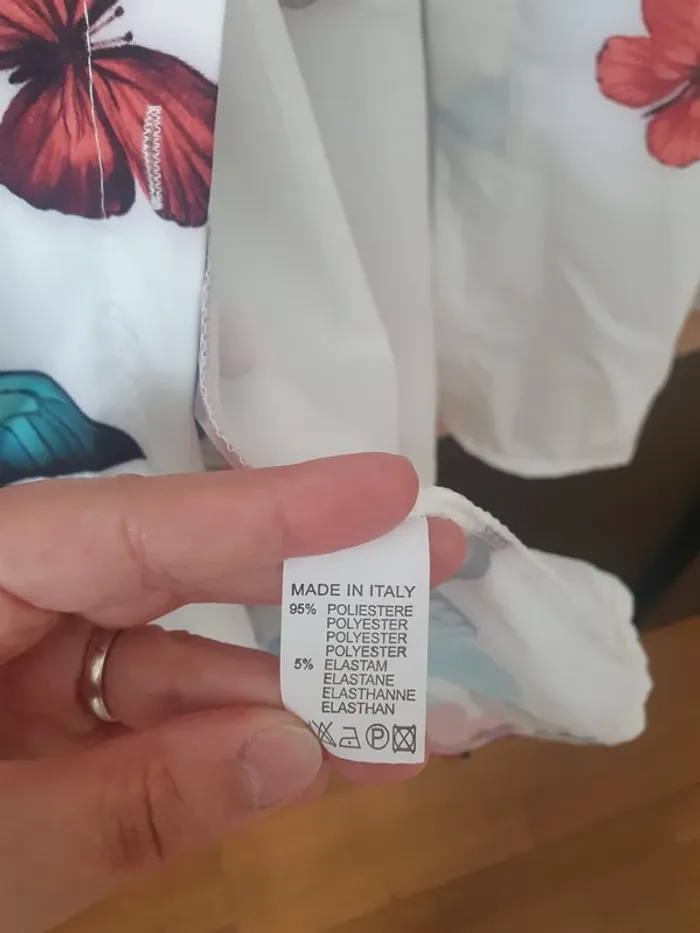 MADE IN ITALY
95% POLIESTERE
POLYESTER
POLYESTER
POLYESTER
5% ELASTAM
ELASTANE
ELASTHANNE
ELASTHAN
P